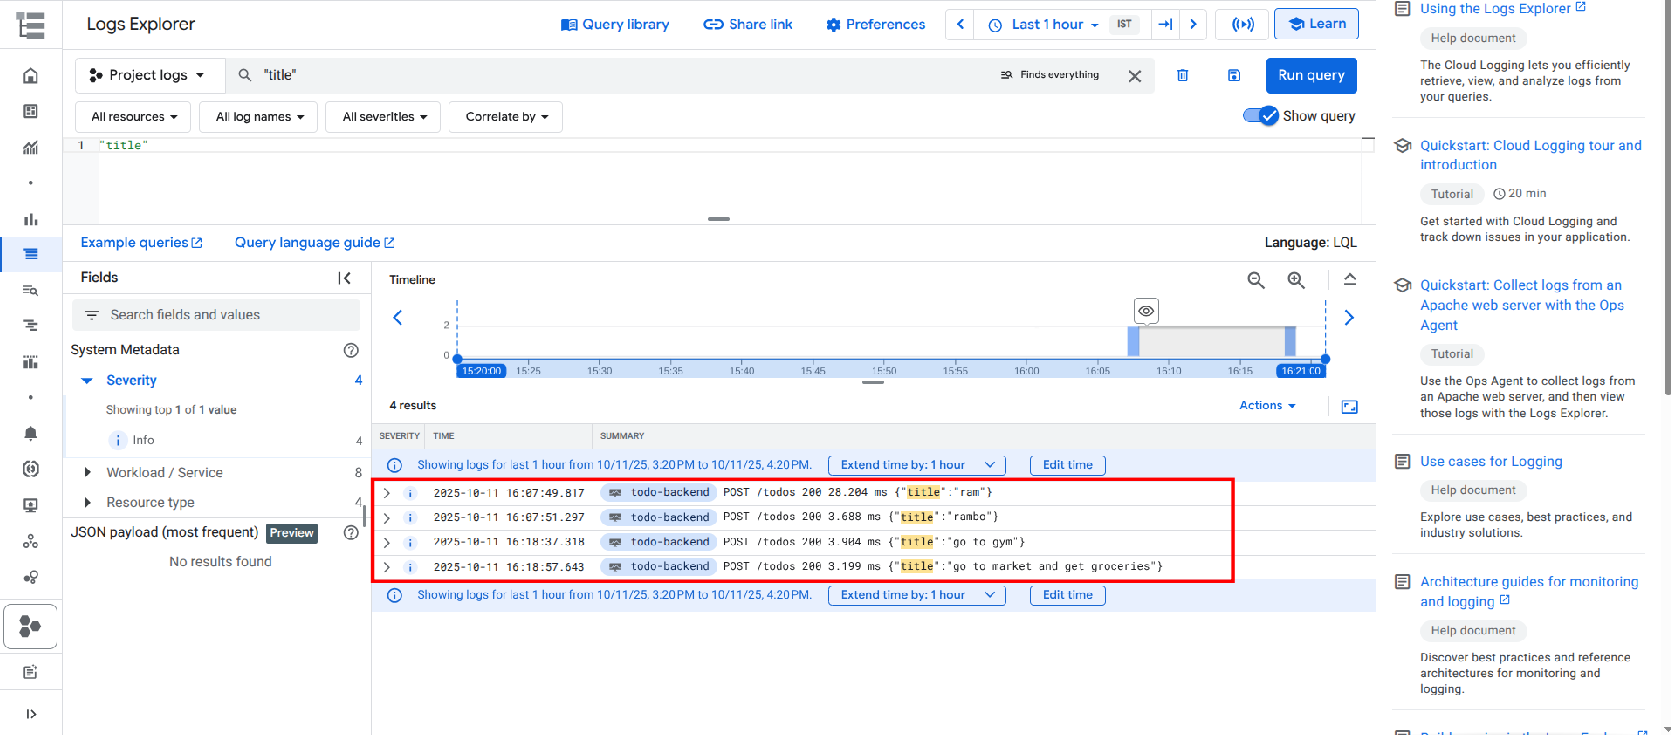 Logs Explorer
Query library
Share link
Preferences
Last 1 hour
IST
Learn
Project logs
"title"
Finds everything
Run query
All resources
All log names
All severities
Correlate by
Show query
1 "title"
Example queries
Query language guide
Language: LQL
Fields
Search fields and values
System Metadata
Severity 4
Showing top 1 of 1 value
i Info 4
Workload / Service 8
Resource type 4
JSON payload (most frequent) Preview
No results found
Timeline
2
0
15:20:00 15:25 15:30 15:35 15:40 15:45 15:50 15:55 16:00 16:05 16:10 16:15 16:21:00
4 results
Actions
SEVERITY TIME SUMMARY
Showing logs for last 1 hour from 10/11/25, 3:20 PM to 10/11/25, 4:20 PM. Extend time by: 1 hour Edit time
i 2025-10-11 16:07:49.817 todo-backend POST /todos 200 28.204 ms {"title":"ram"}
i 2025-10-11 16:07:51.297 todo-backend POST /todos 200 3.688 ms {"title":"rambo"}
i 2025-10-11 16:18:37.318 todo-backend POST /todos 200 3.904 ms {"title":"go to gym"}
i 2025-10-11 16:18:57.643 todo-backend POST /todos 200 3.199 ms {"title":"go to market and get groceries"}
Showing logs for last 1 hour from 10/11/25, 3:20 PM to 10/11/25, 4:20 PM. Extend time by: 1 hour Edit time
Using the Logs Explorer
Help document
The Cloud Logging lets you efficiently
retrieve, view, and analyze logs from
your queries.
Quickstart: Cloud Logging tour and
introduction
Tutorial 20 min
Get started with Cloud Logging and
track down issues in your application.
Quickstart: Collect logs from an
Apache web server with the Ops
Agent
Tutorial
Use the Ops Agent to collect logs from
an Apache web server, and then view
those logs with the Logs Explorer.
Use cases for Logging
Help document
Explore use cases, best practices, and
industry solutions.
Architecture guides for monitoring
and logging
Help document
Discover best practices and reference
architectures for monitoring and
logging.